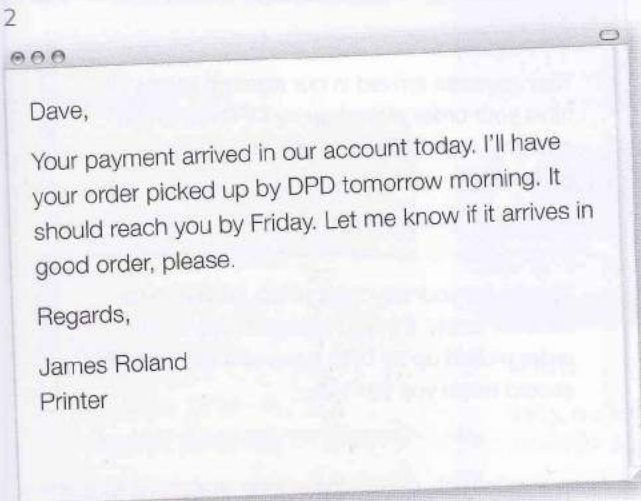 2
Dave,
Your payment arrived in our account today. I'll have
your order picked up by DPD tomorrow morning. It
should reach you by Friday. Let me know if it arrives in
good order, please.
Regards,
James Roland
Printer